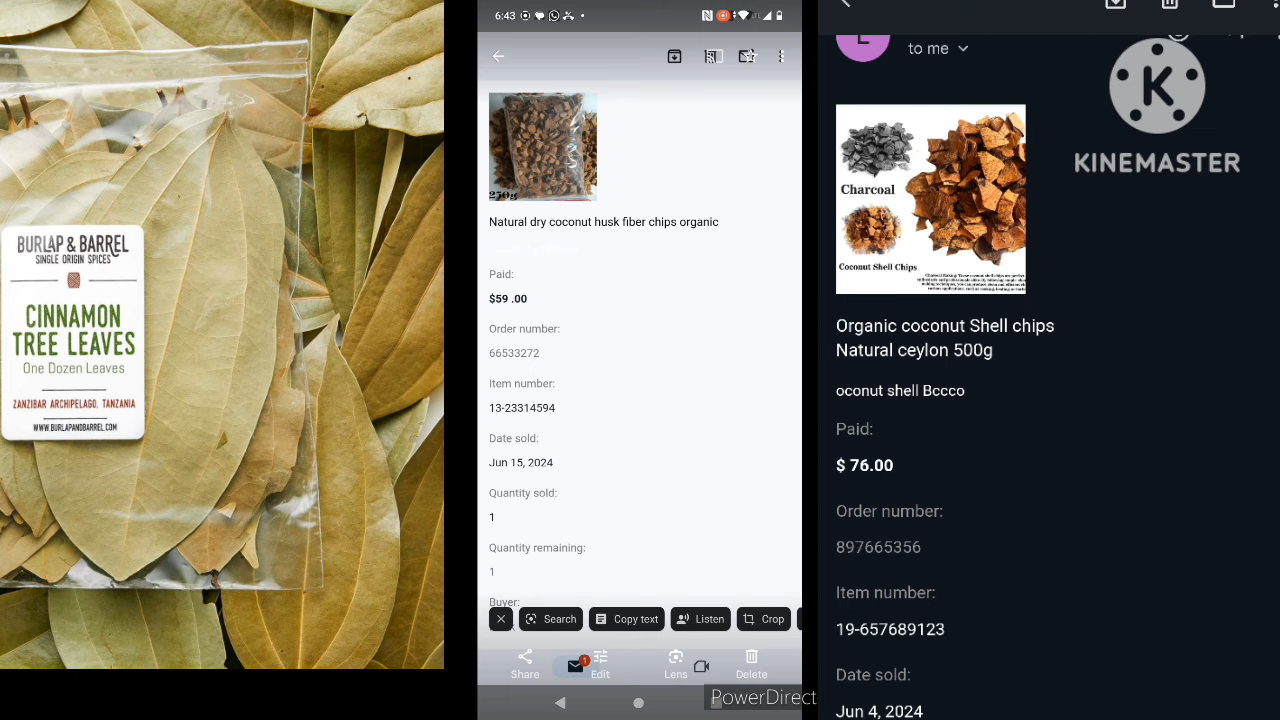 BURLAP & BARREL
SINGLE ORIGIN SPICES
CINNAMON
TREE LEAVES
One Dozen Leaves
ZANZIBAR ARCHIPELAGO, TANZANIA
WWW.BURLAPANDBARREL.COM
6:43
250g
Natural dry coconut husk fiber chips organic
Paid:
$59 .00
Order number:
66533272
Item number:
13-23314594
Date sold:
Jun 15, 2024
Quantity sold:
1
Quantity remaining:
1
Buyer:
Search
Copy text
Listen
Crop
1
Share
Edit
Lens
Delete
PowerDirect
to me
K
KINEMASTER
Charcoal
Coconut Shell Chips
Organic coconut Shell chips
Natural ceylon 500g
oconut shell Bccco
Paid:
$ 76.00
Order number:
897665356
Item number:
19-657689123
Date sold:
Jun 4, 2024